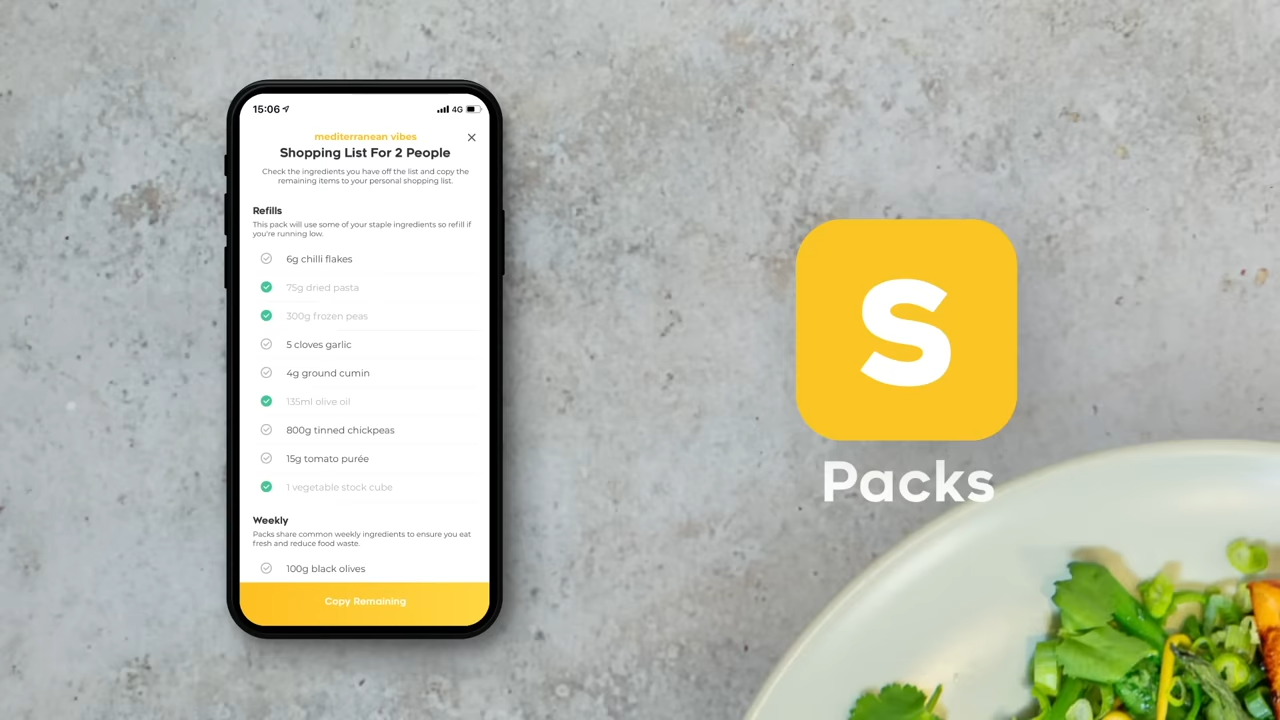 15:06
4G
mediterranean vibes
Shopping List For 2 People
Check the ingredients you have off the list and copy the
remaining items to your personal shopping list.
Refills
This pack will use some of your staple ingredients so refill if
you're running low.
6g chilli flakes
75g dried pasta
300g frozen peas
5 cloves garlic
4g ground cumin
135ml olive oil
800g tinned chickpeas
15g tomato purée
1 vegetable stock cube
Weekly
Packs share common weekly ingredients to ensure you eat
fresh and reduce food waste.
100g black olives
Copy Remaining
S
Packs